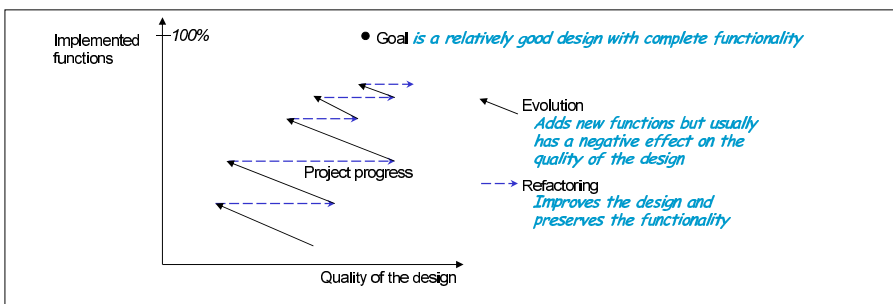 Implemented
functions
100%
Goal is a relatively good design with complete functionality
Evolution
Adds new functions but usually
has a negative effect on the
quality of the design
Project progress
Refactoring
Improves the design and
preserves the functionality
Quality of the design